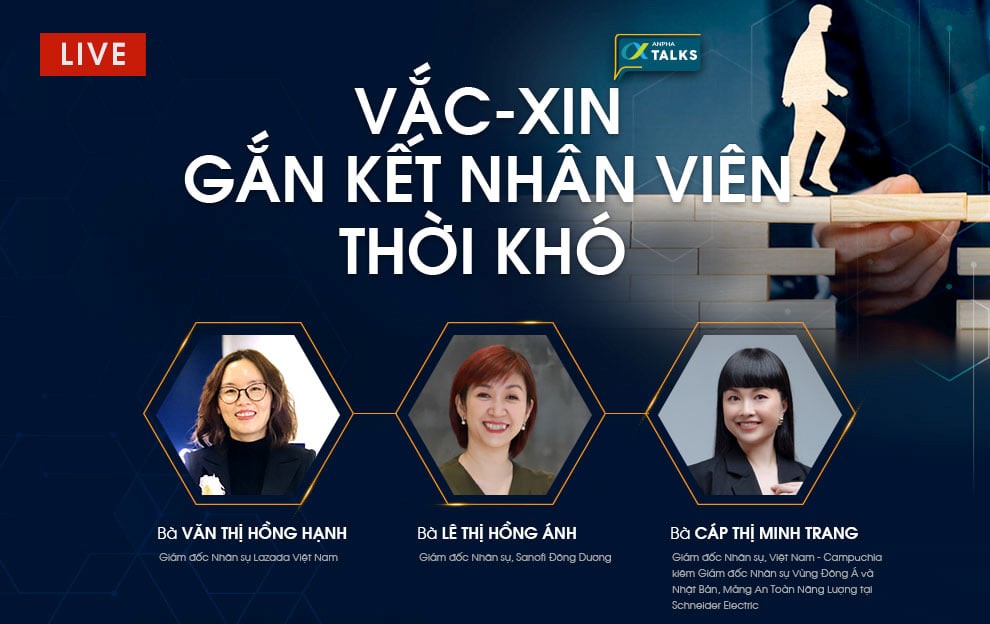 LIVE
ANPHA
TALKS
VẮC-XIN
GẮN KẾT NHÂN VIÊN
THỜI KHÓ
Bà VĂN THỊ HỒNG HẠNH
Giám đốc Nhân sự Lazada Việt Nam
Bà LÊ THỊ HỒNG ÁNH
Giám đốc Nhân sự, Sanofi Đông Dương
Bà CÁP THỊ MINH TRANG
Giám đốc Nhân sự, Việt Nam - Campuchia
kiêm Giám đốc Nhân sự Vùng Đông Á và
Nhật Bản, Mảng An Toàn Năng Lượng tại
Schneider Electric